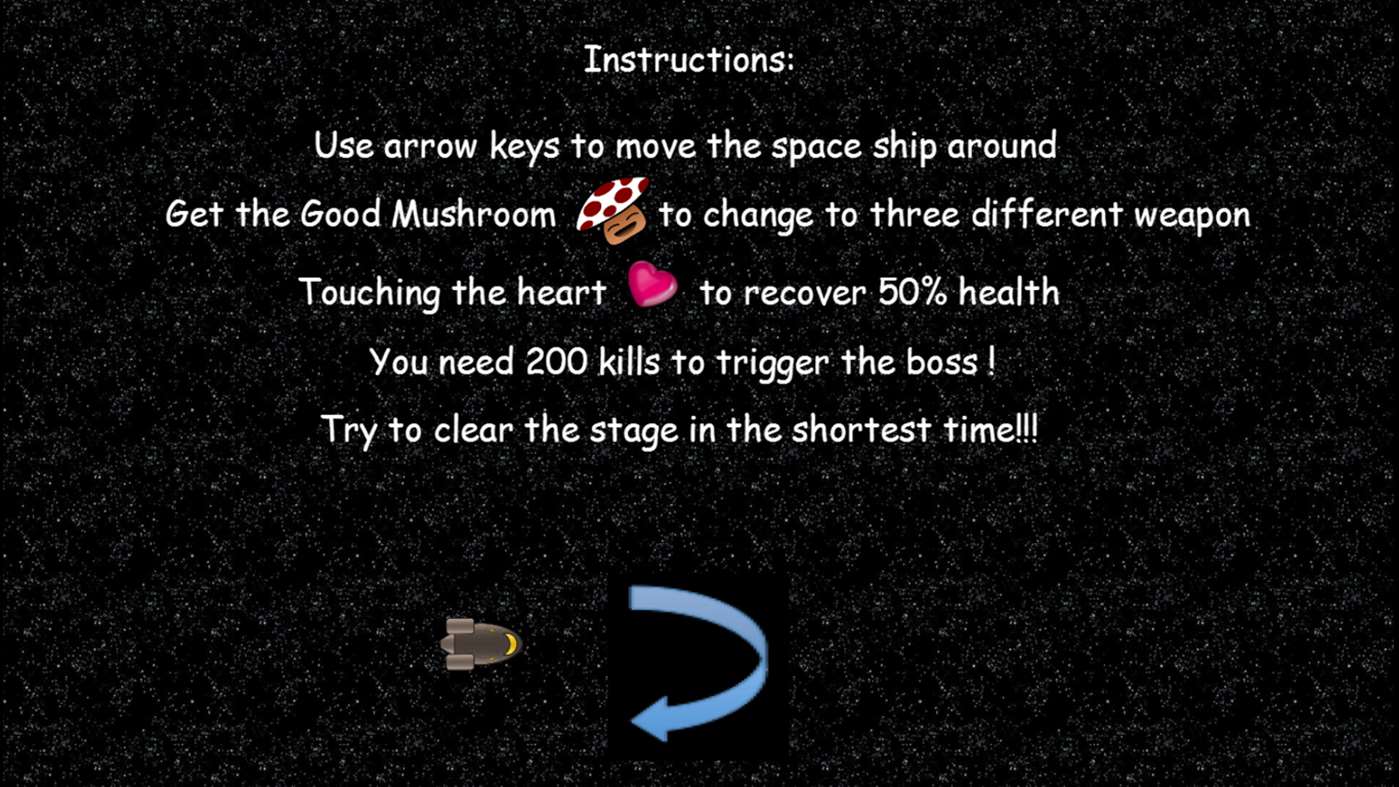 Instructions:
Use arrow keys to move the space ship around
Get the Good Mushroom to change to three different weapon
Touching the heart to recover 50% health
You need 200 kills to trigger the boss !
Try to clear the stage in the shortest time!!!